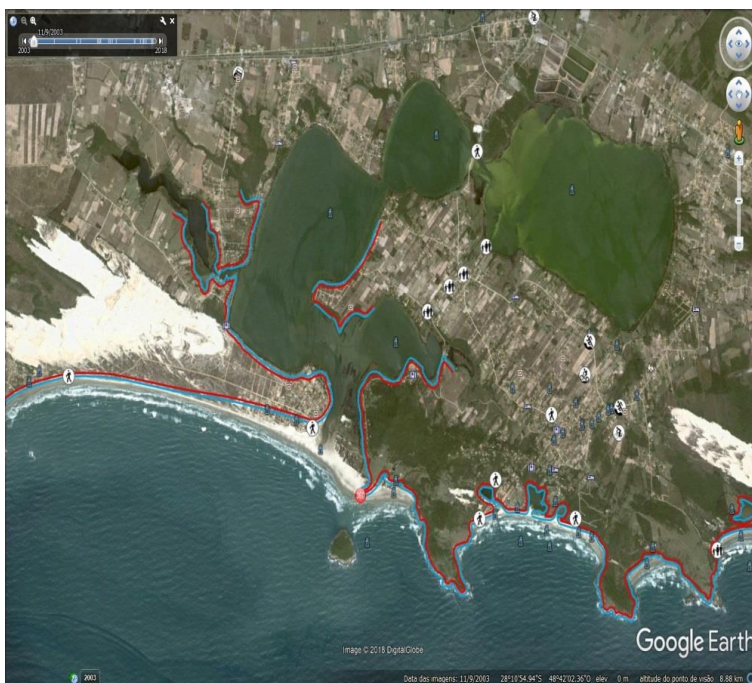 11/9/2003
2003 2018
Image © 2018 DigitalGlobe
Google Earth
2003
Data das imagens: 11/9/2003 28°10'54.94"S 48°42'02.36"O elev 0 m altitude do ponto de visão 8.88 km